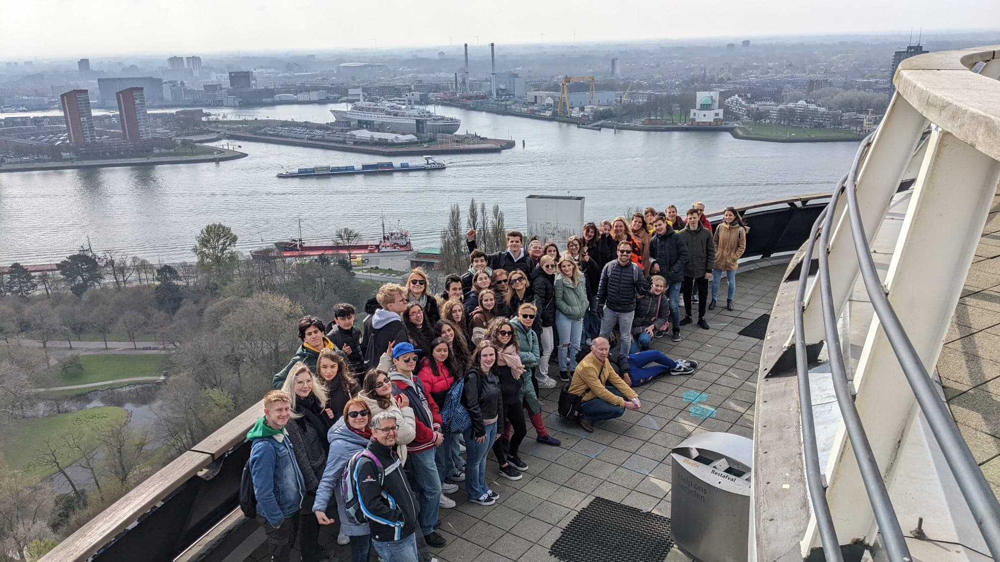 Plastic
Restafval
Help ons
recyclen